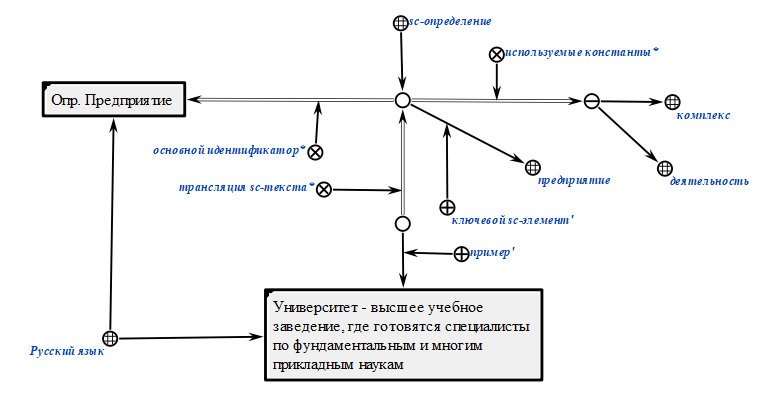 sc-определение
используемые константы*
Опр. Предприятие
комплекс
основной идентификатор*
трансляция sc-текста*
предприятие
деятельность
ключевой sc-элемент'
пример'
Университет - высшее учебное
заведение, где готовятся специалисты
по фундаментальным и многим
прикладным наукам
Русский язык